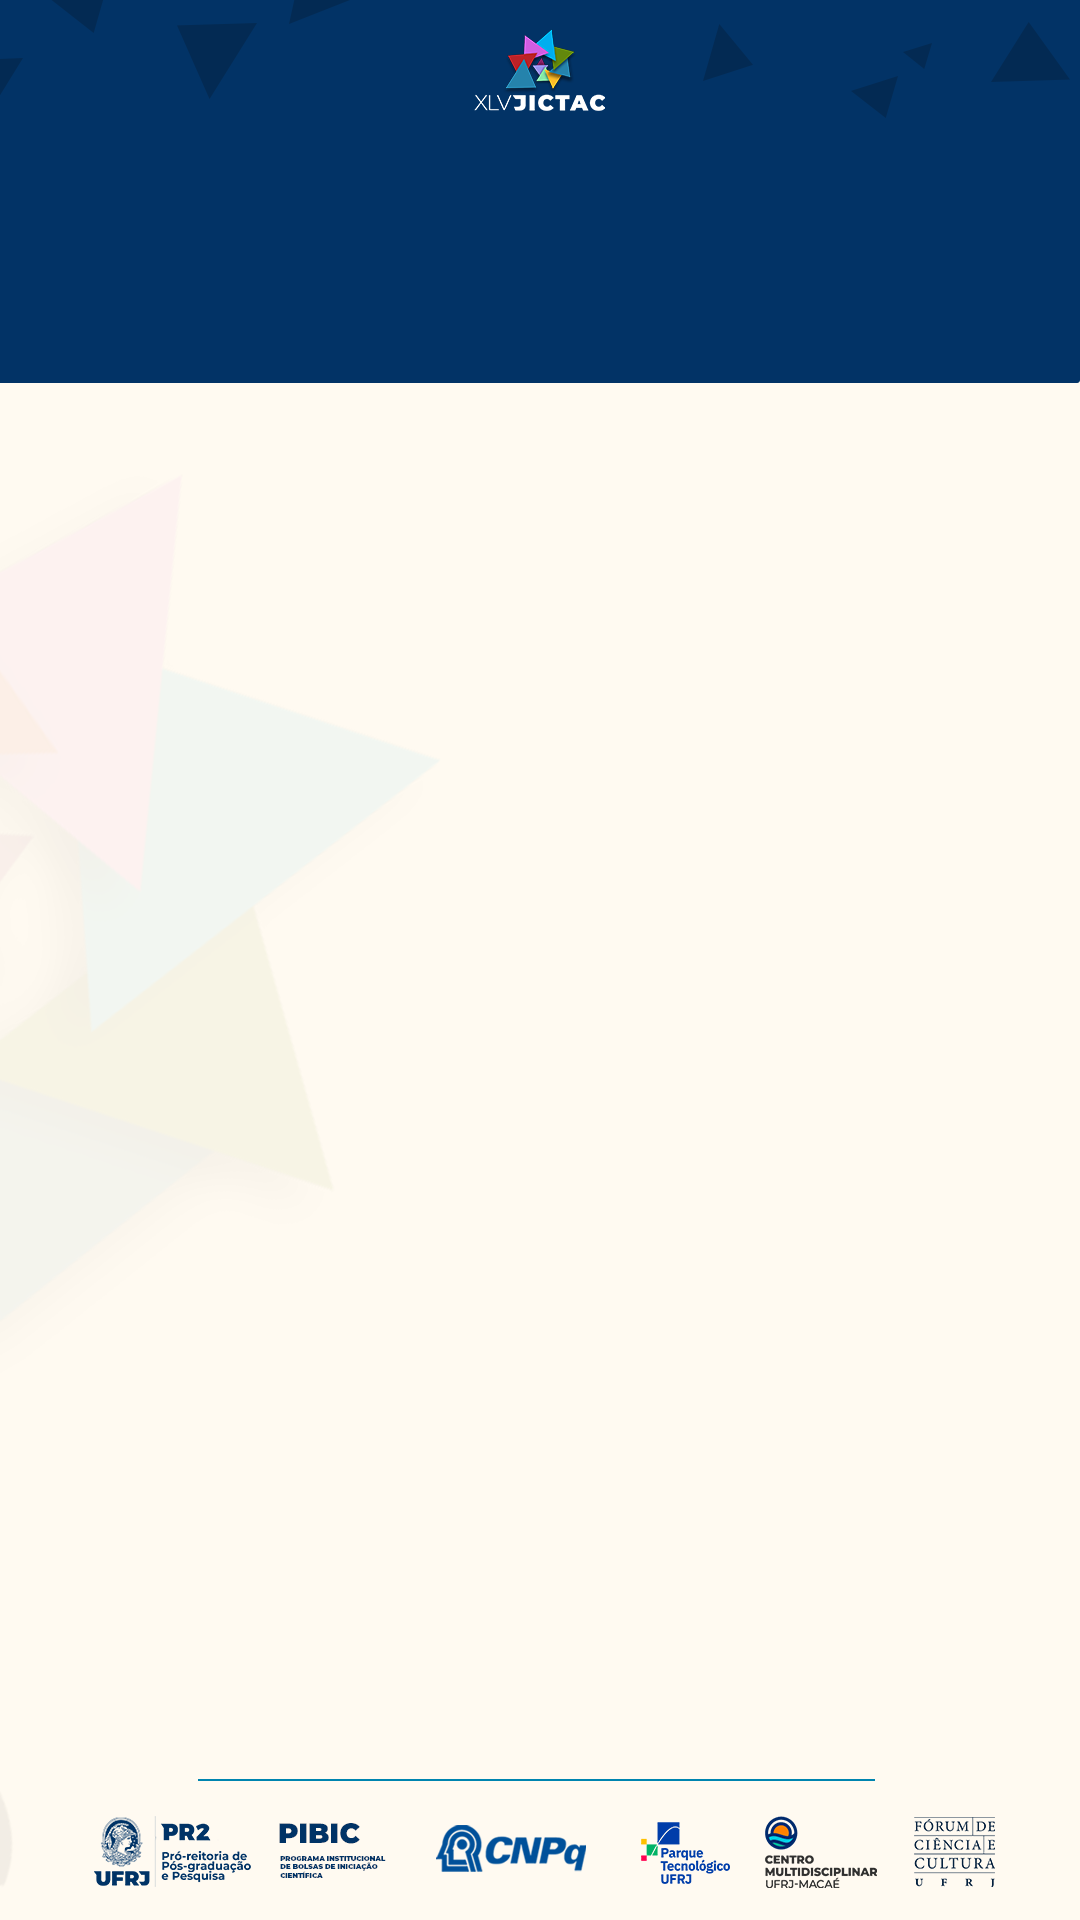 XLVJICTAC
UFRJ
PR2
Pró-reitoria de
Pós-graduação
e Pesquisa
PIBIC
PROGRAMA INSTITUCIONAL
DE BOLSAS DE INICIAÇÃO
CIENTÍFICA
CNPq
Parque
Tecnológico
UFRJ
CENTRO
MULTIDISCIPLINAR
UFRJ-MACAÉ
FÓRUM DE
CIÊNCIA E
CULTURA
UFRJ